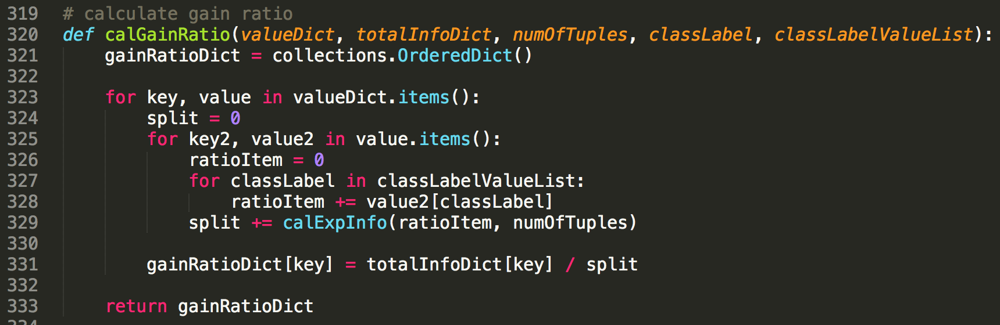 319 # calculate gain ratio
320 def calGainRatio(valueDict, totalInfoDict, numOfTuples, classLabel, classLabelValueList):
321     gainRatioDict = collections.OrderedDict()
322
323     for key, value in valueDict.items():
324         split = 0
325         for key2, value2 in value.items():
326             ratioItem = 0
327             for classLabel in classLabelValueList:
328                 ratioItem += value2[classLabel]
329             split += calExpInfo(ratioItem, numOfTuples)
330
331         gainRatioDict[key] = totalInfoDict[key] / split
332
333     return gainRatioDict
334